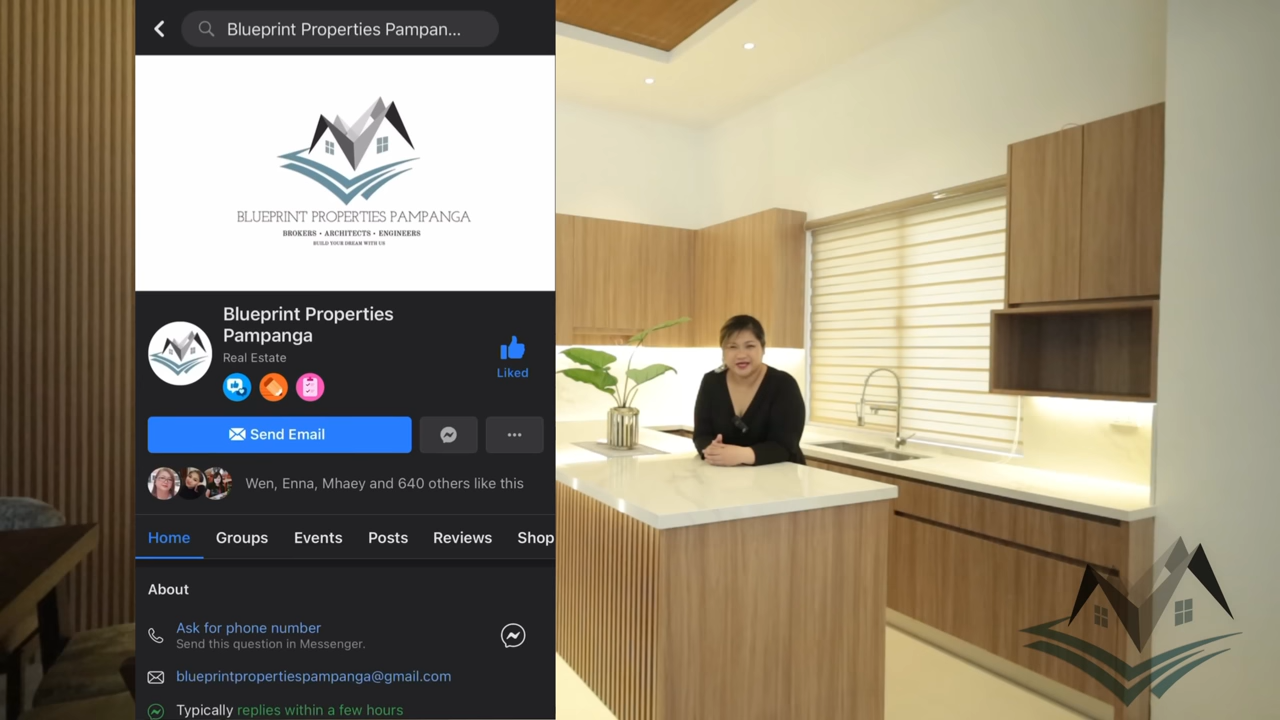 Blueprint Properties Pampan...
BLUEPRINT PROPERTIES PAMPANGA
BROKERS • ARCHITECTS • ENGINEERS
BUILD YOUR DREAM WITH US
Blueprint Properties
Pampanga
Real Estate
Liked
Send Email
Wen, Enna, Mhaey and 640 others like this
Home Groups Events Posts Reviews Shop
About
Ask for phone number
Send this question in Messenger.
blueprintpropertiespampanga@gmail.com
Typically replies within a few hours